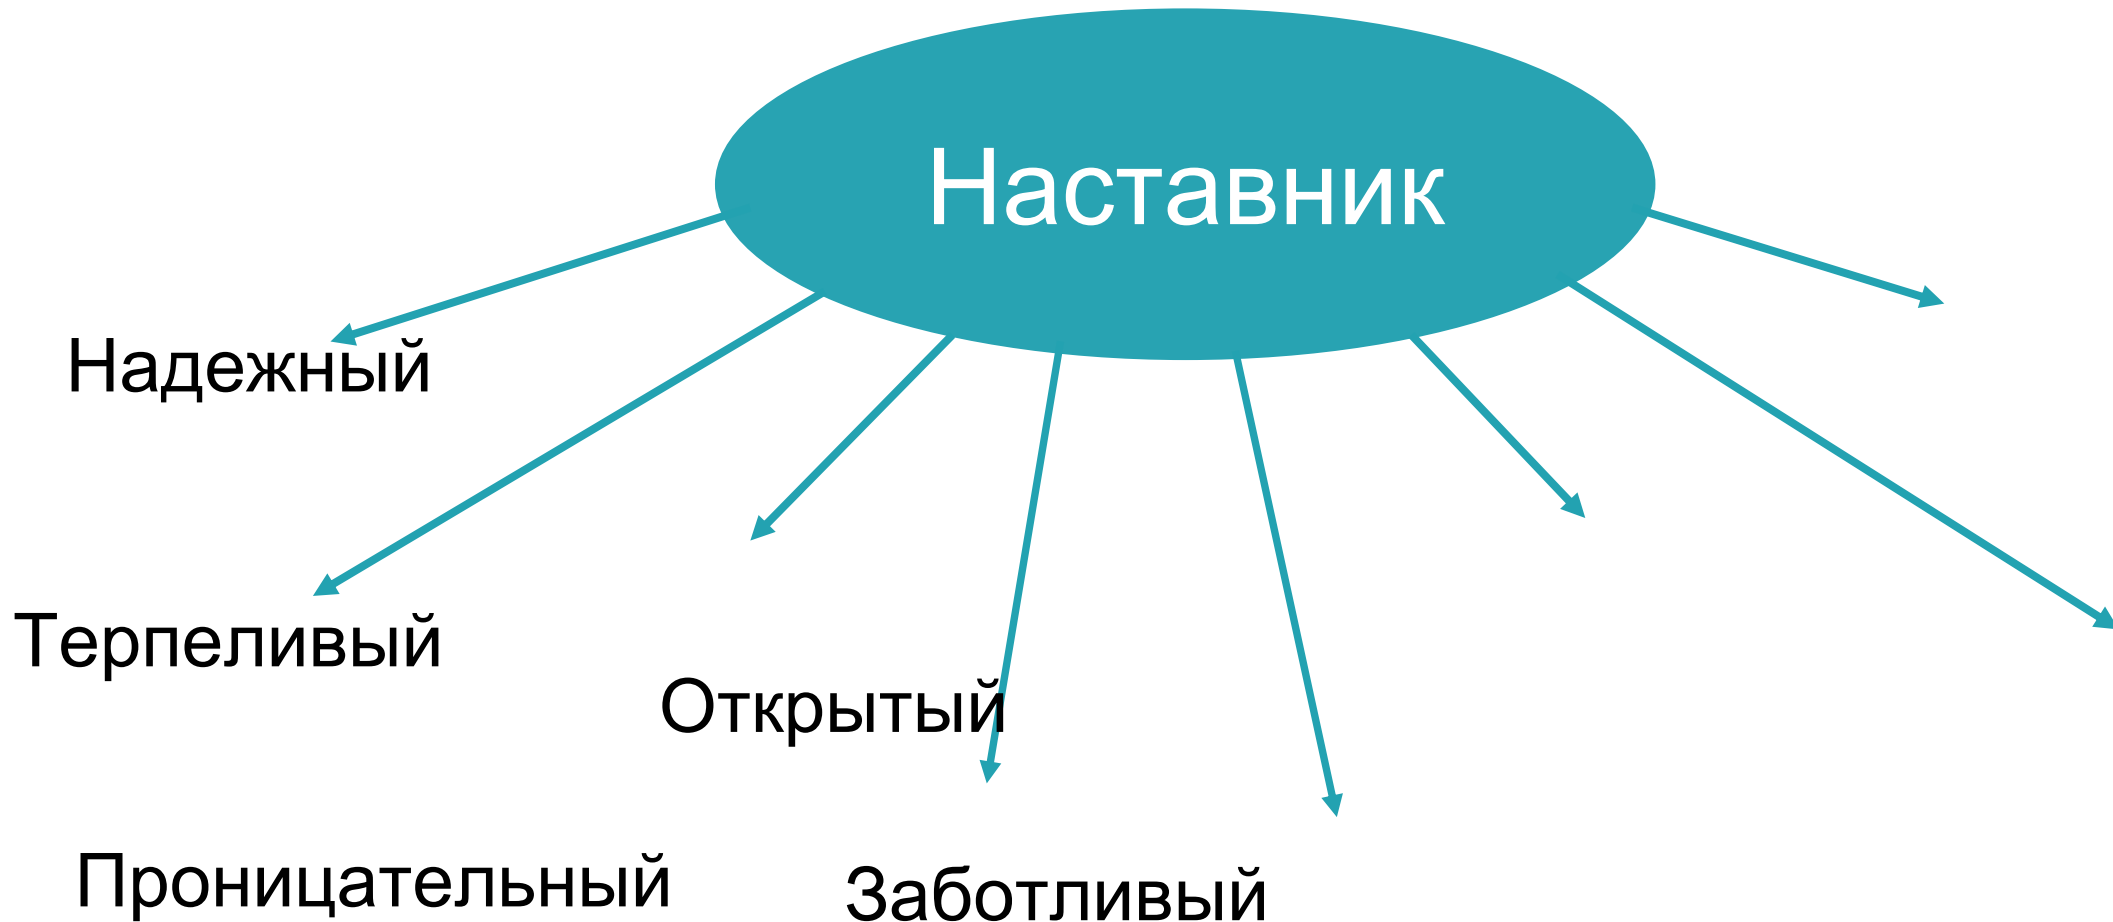 Наставник
Надежный
Терпеливый
Открытый
Проницательный
Заботливый